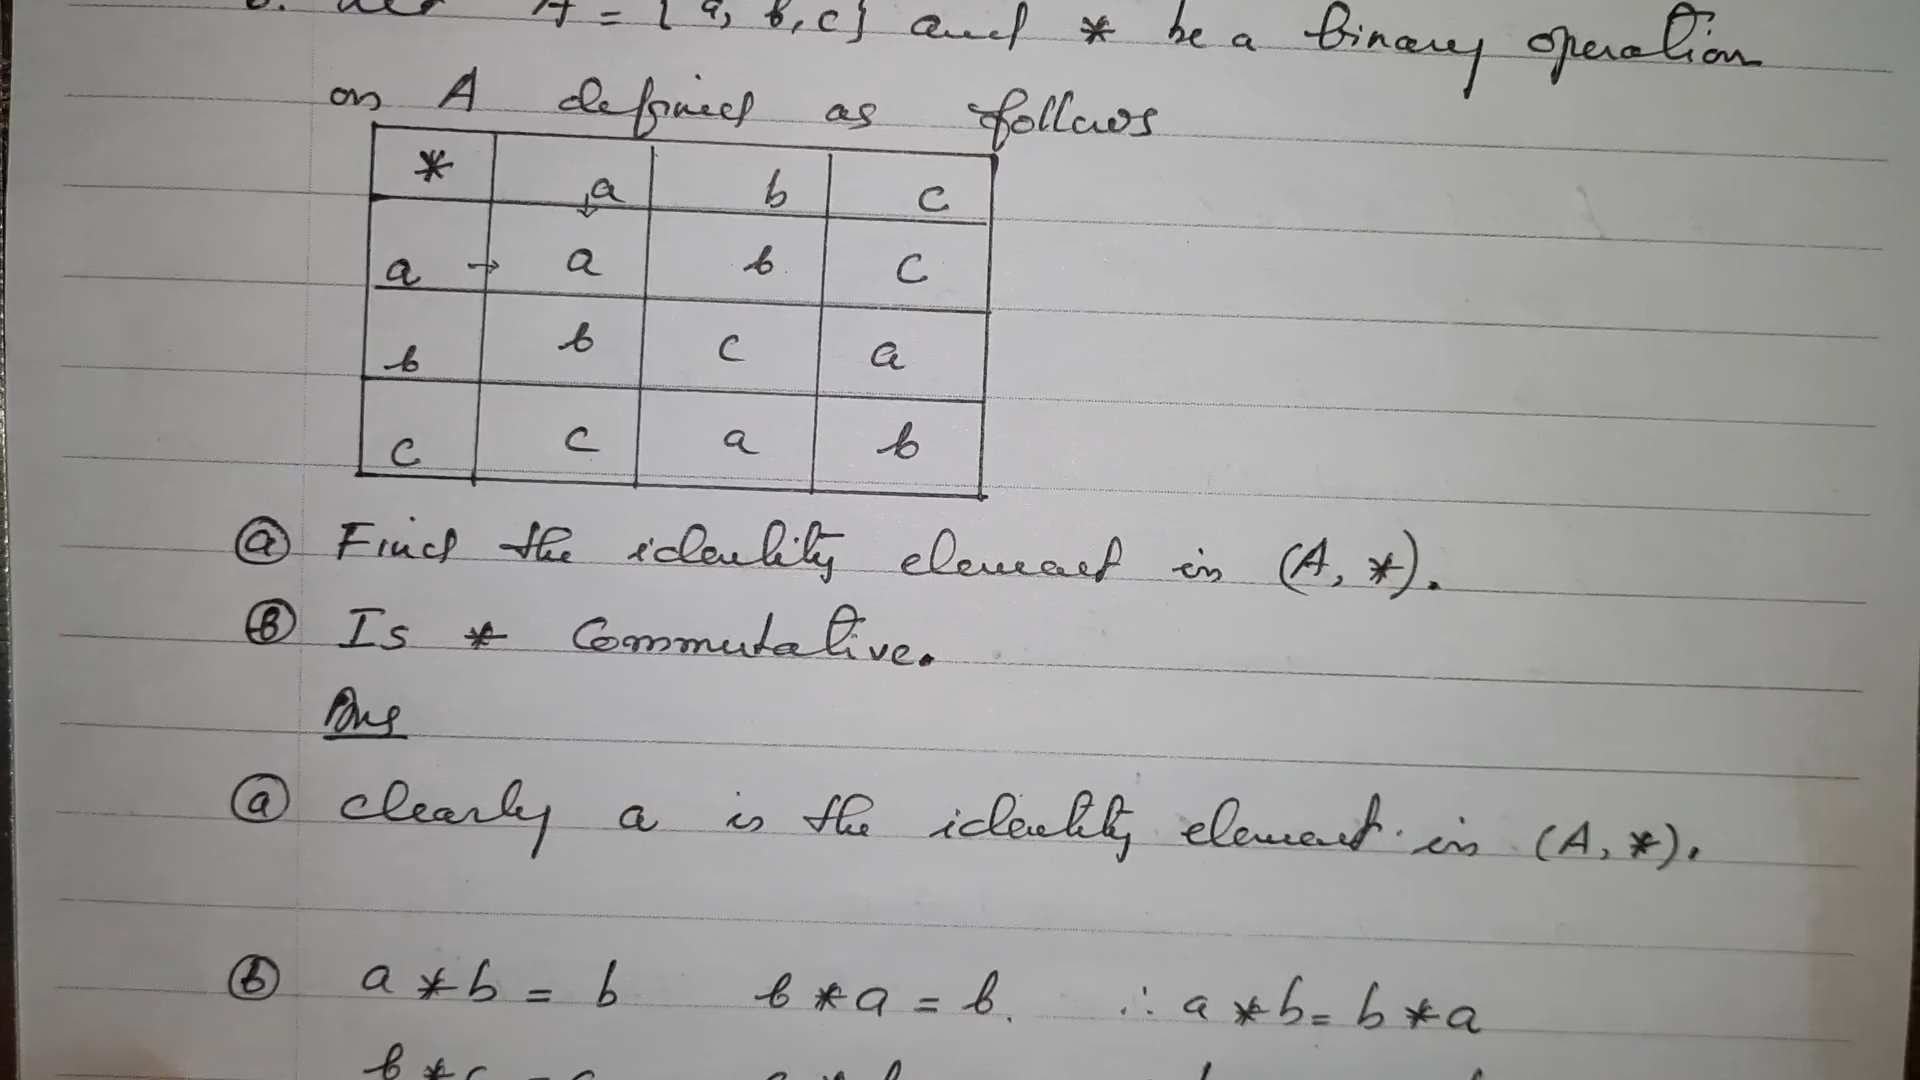 A = { a, b, c } and * be a binary operation
on A defined as follows
* a b c
a → a b c
b b c a
c c a b
(a) Find the identity element in (A, *).
(B) Is * Commutative.
Ans
(a) clearly a is the identity element in (A, *).
(b) a * b = b b * a = b. ∴ a * b = b * a